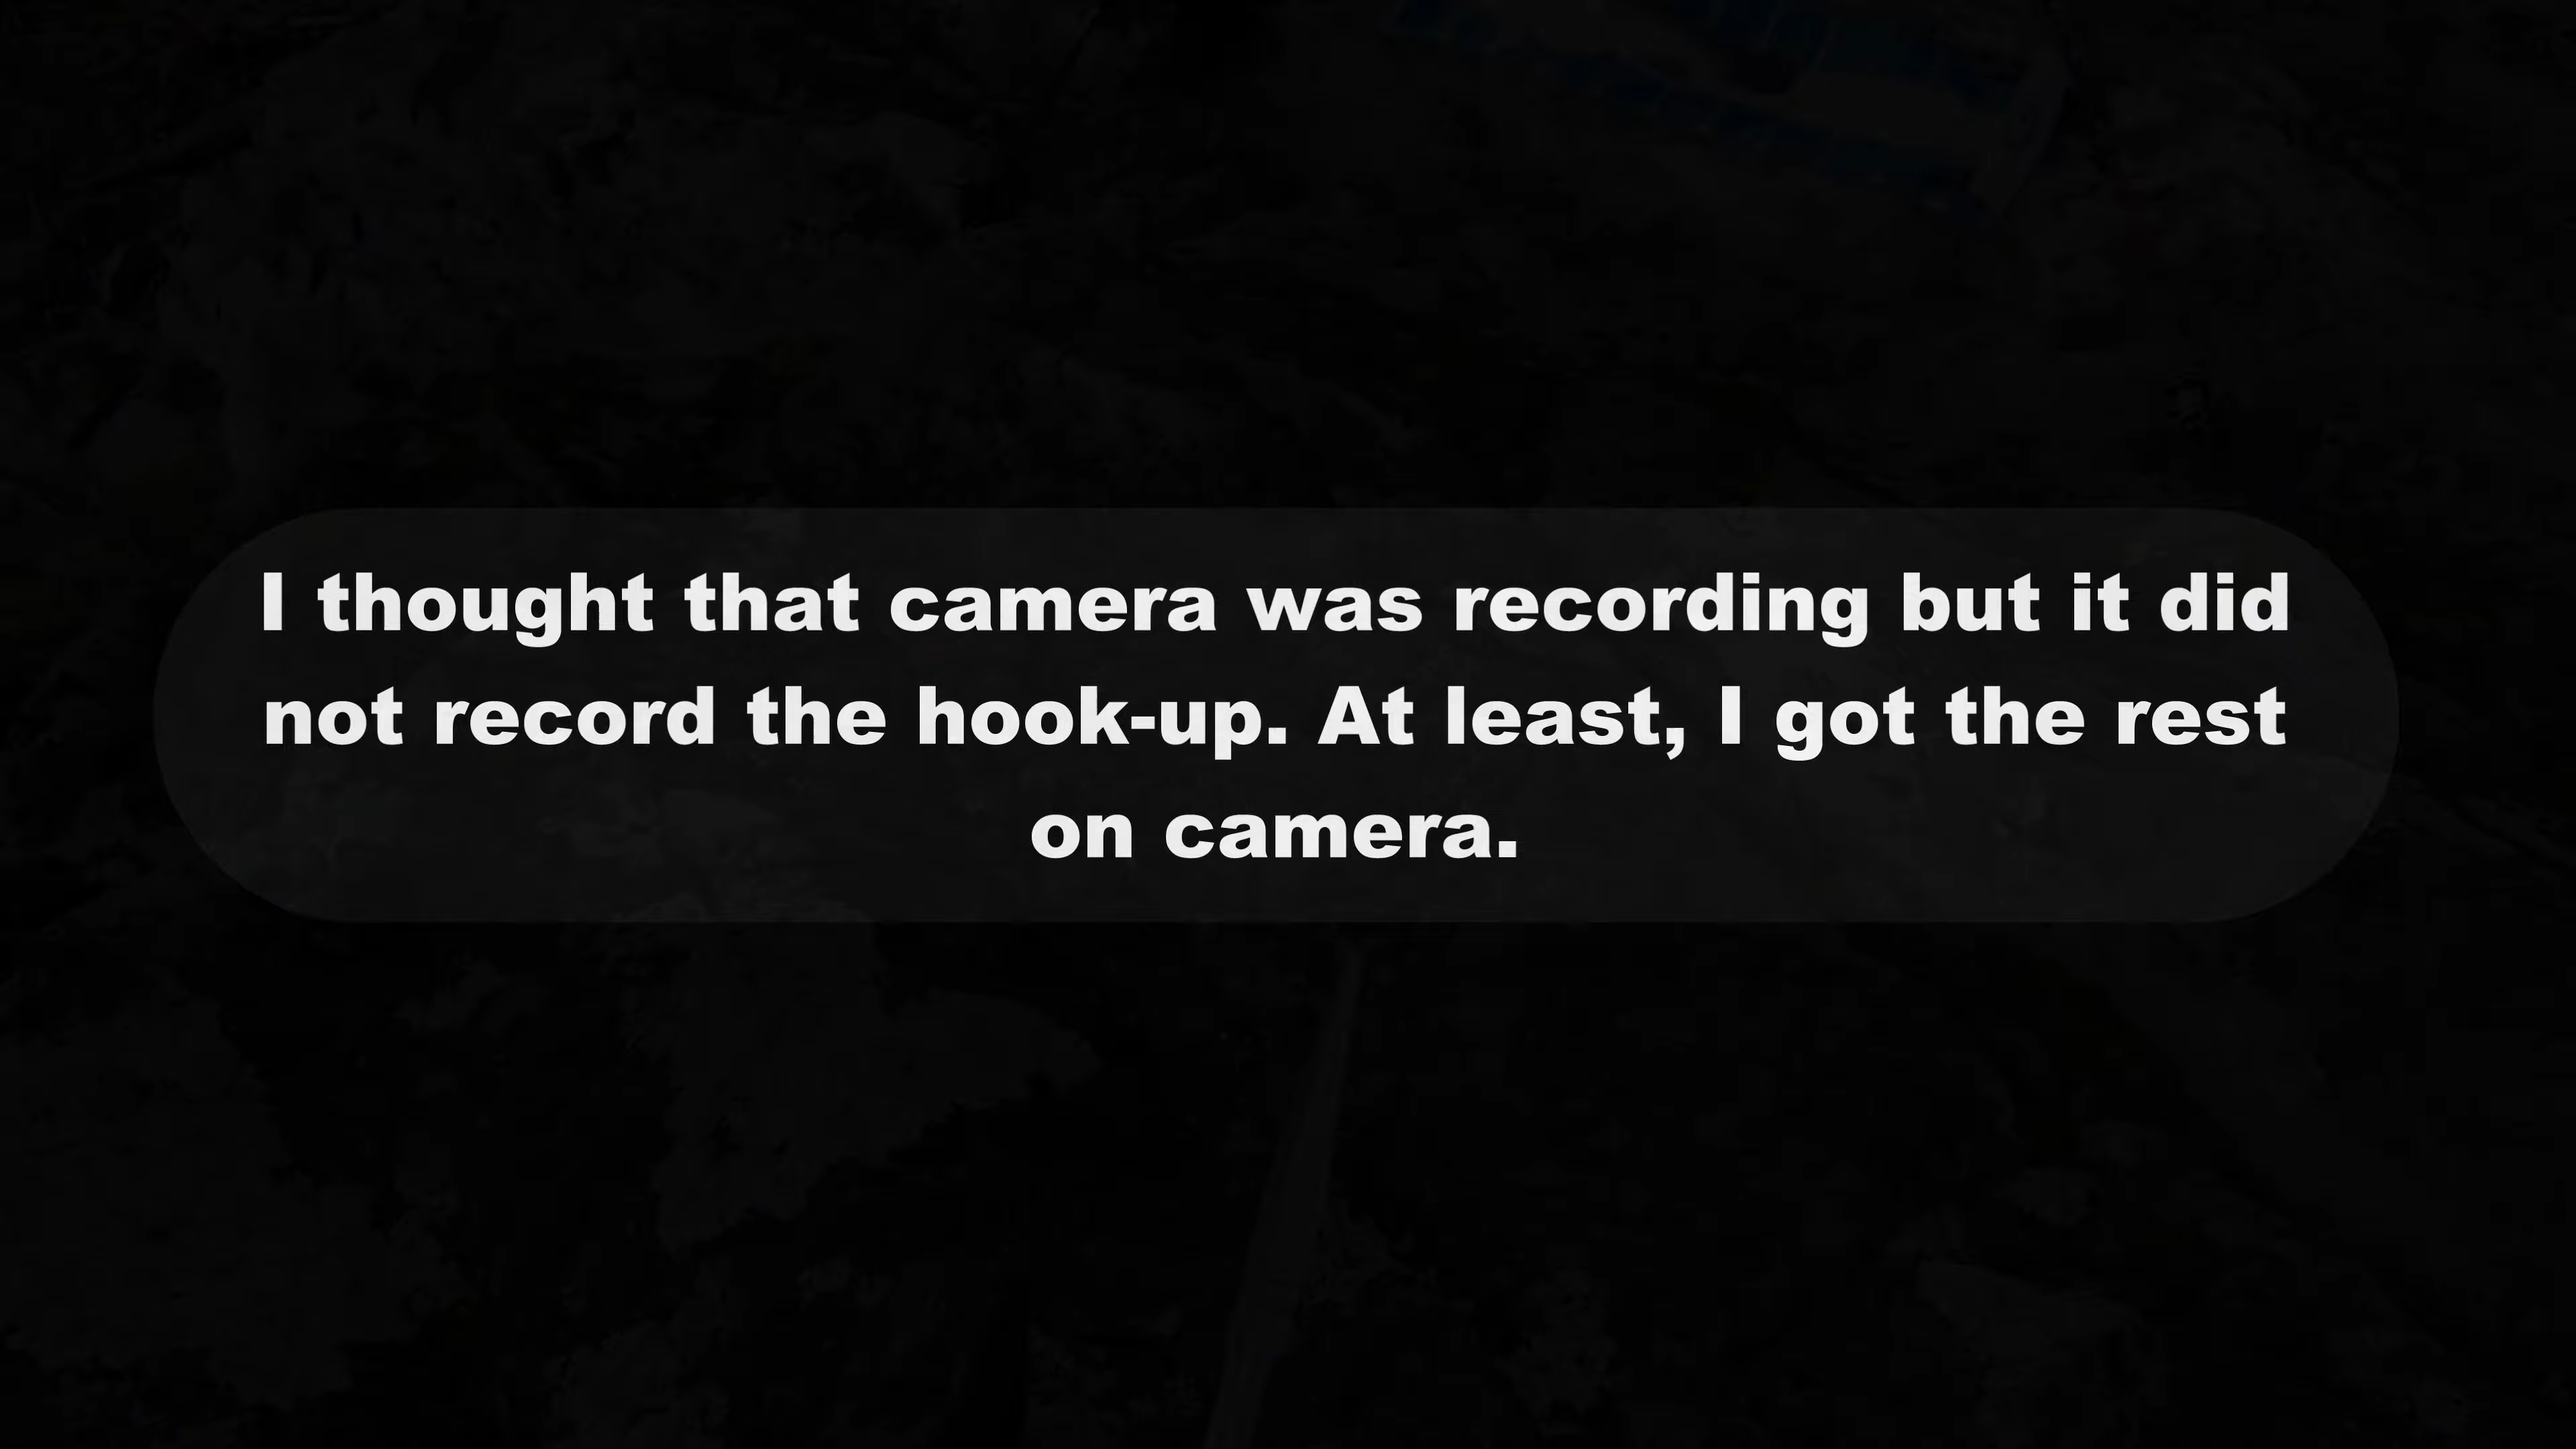 I thought that camera was recording but it did
not record the hook-up. At least, I got the rest
on camera.